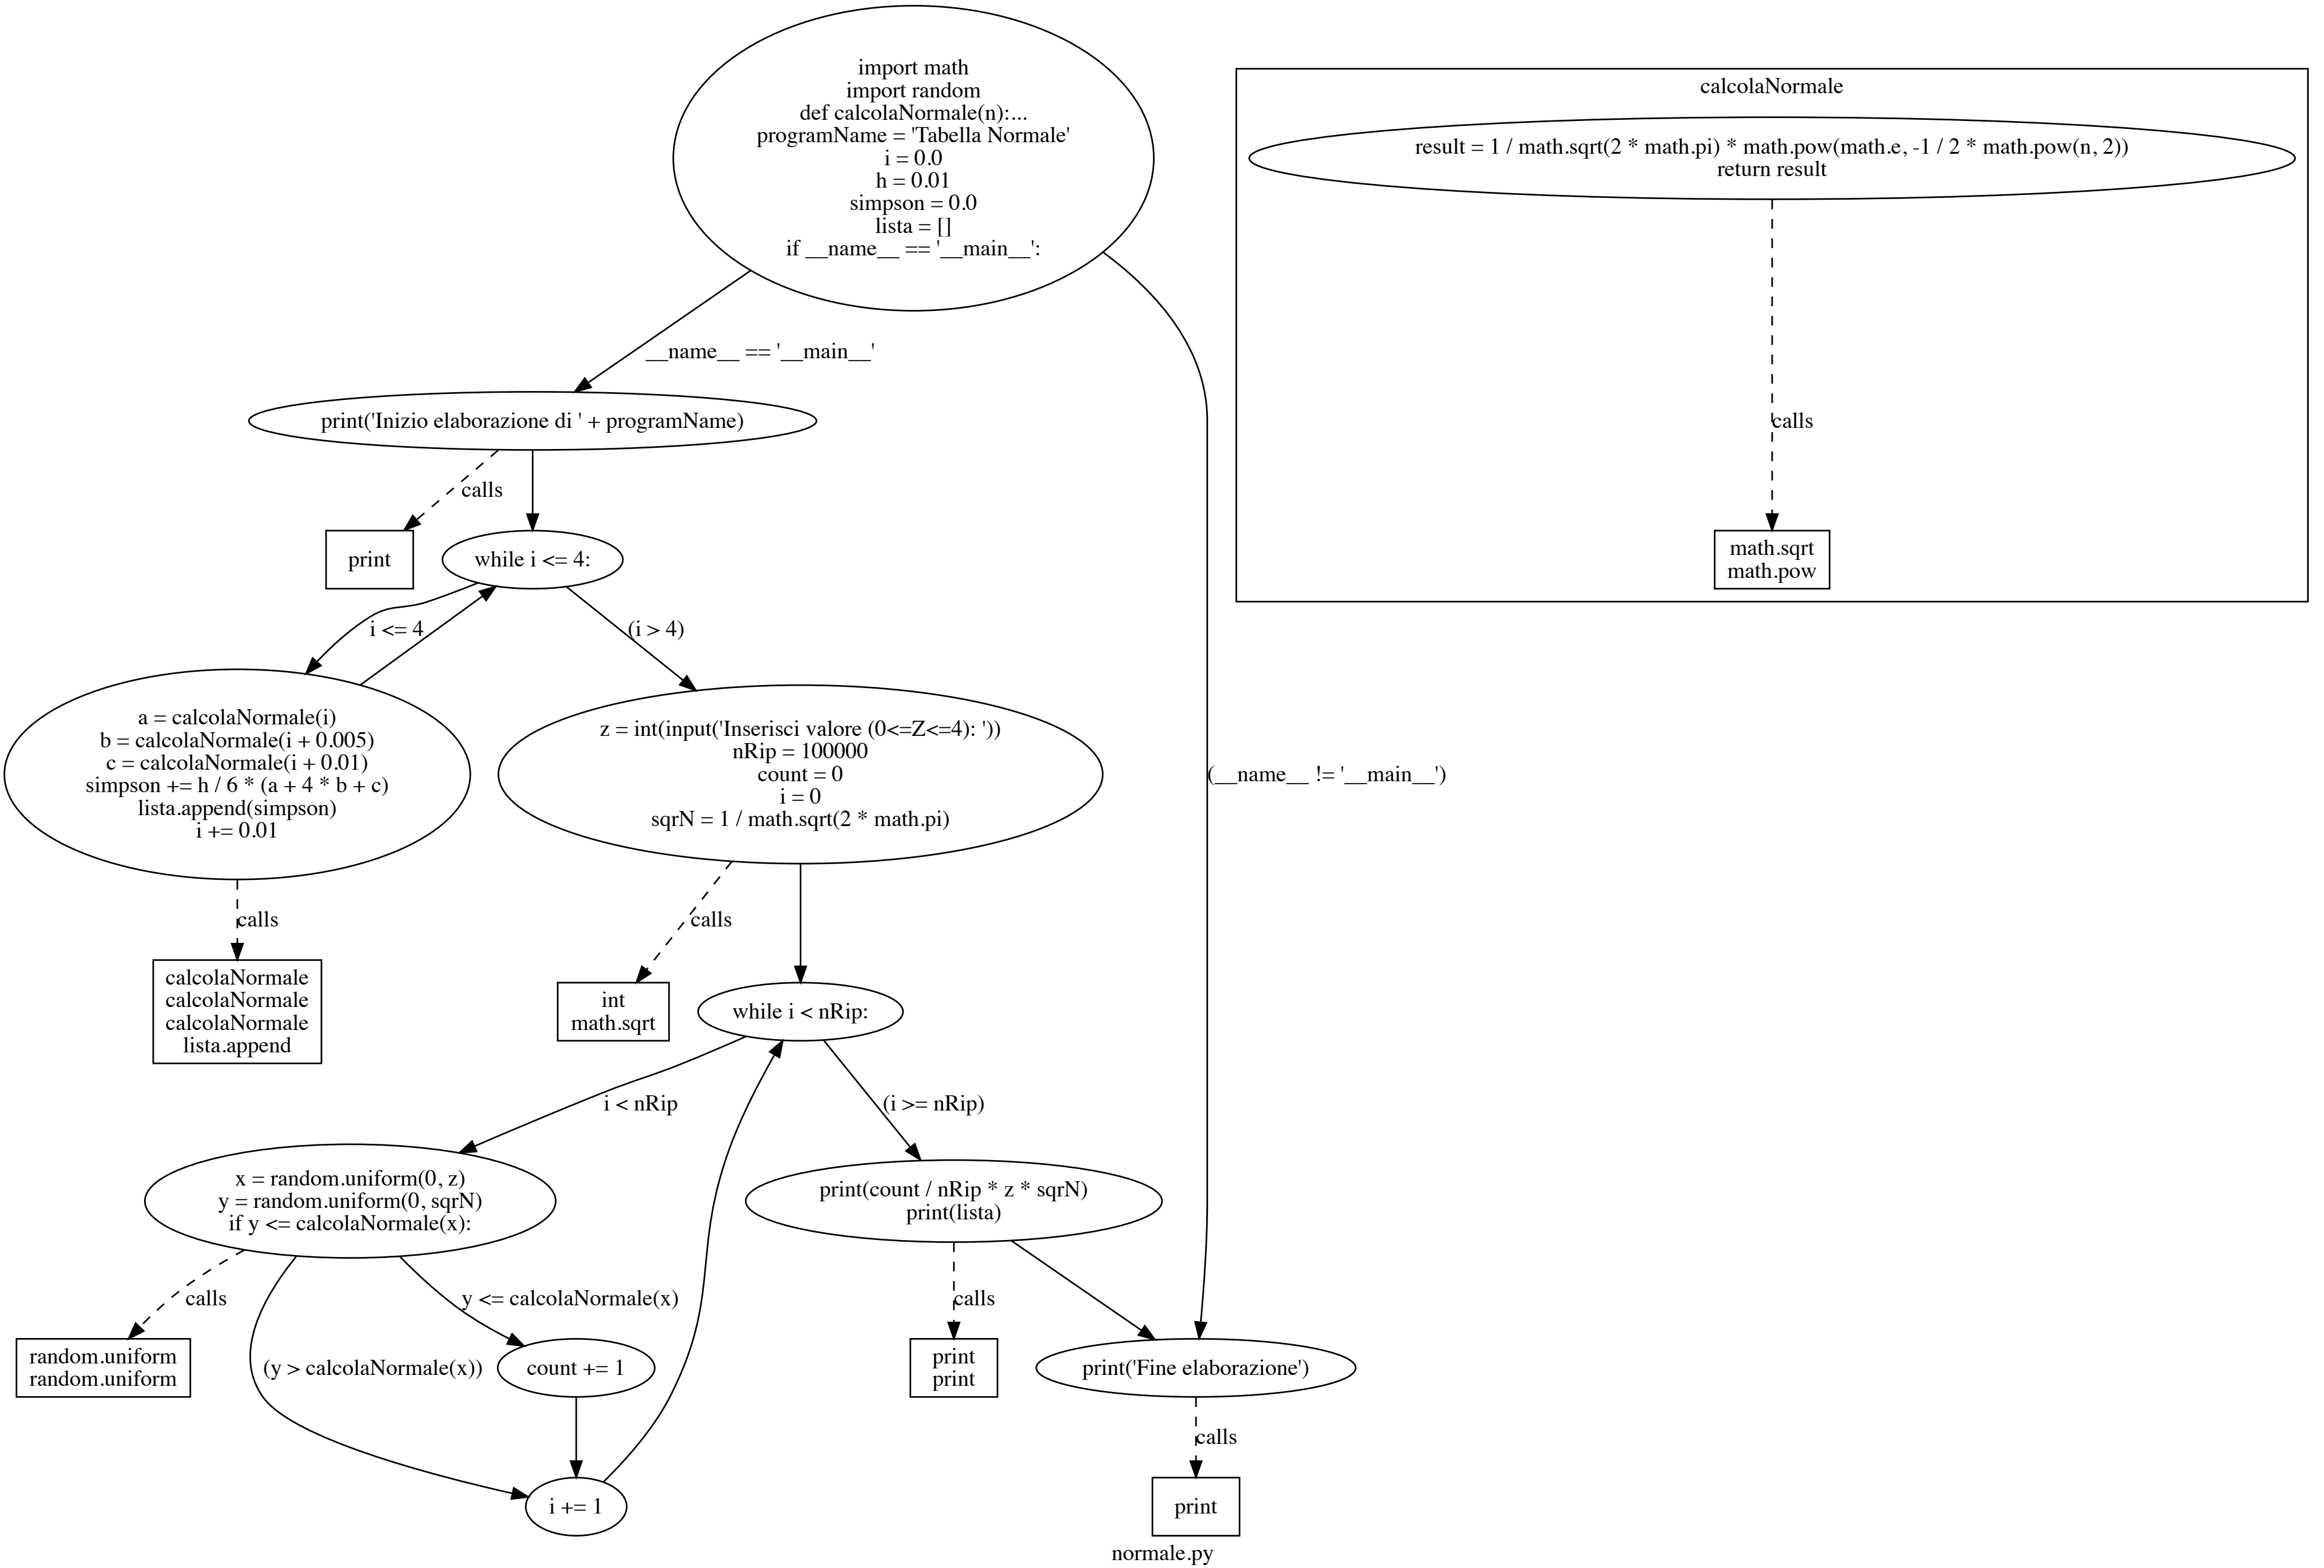 import math
import random
def calcolaNormale(n):...
programName = 'Tabella Normale'
i = 0.0
h = 0.01
simpson = 0.0
lista = []
if __name__ == '__main__':
calcolaNormale
result = 1 / math.sqrt(2 * math.pi) * math.pow(math.e, -1 / 2 * math.pow(n, 2))
return result
calls
math.sqrt
math.pow
__name__ == '__main__'
print('Inizio elaborazione di ' + programName)
calls
print
while i <= 4:
i <= 4
(i > 4)
a = calcolaNormale(i)
b = calcolaNormale(i + 0.005)
c = calcolaNormale(i + 0.01)
simpson += h / 6 * (a + 4 * b + c)
lista.append(simpson)
i += 0.01
z = int(input('Inserisci valore (0<=Z<=4): '))
nRip = 100000
count = 0
i = 0
sqrN = 1 / math.sqrt(2 * math.pi)
(__name__ != '__main__')
calls
calls
calcolaNormale
calcolaNormale
calcolaNormale
lista.append
int
math.sqrt
while i < nRip:
i < nRip
(i >= nRip)
x = random.uniform(0, z)
y = random.uniform(0, sqrN)
if y <= calcolaNormale(x):
print(count / nRip * z * sqrN)
print(lista)
calls
y <= calcolaNormale(x)
calls
random.uniform
random.uniform
(y > calcolaNormale(x))
count += 1
print
print
print('Fine elaborazione')
calls
i += 1
print
normale.py